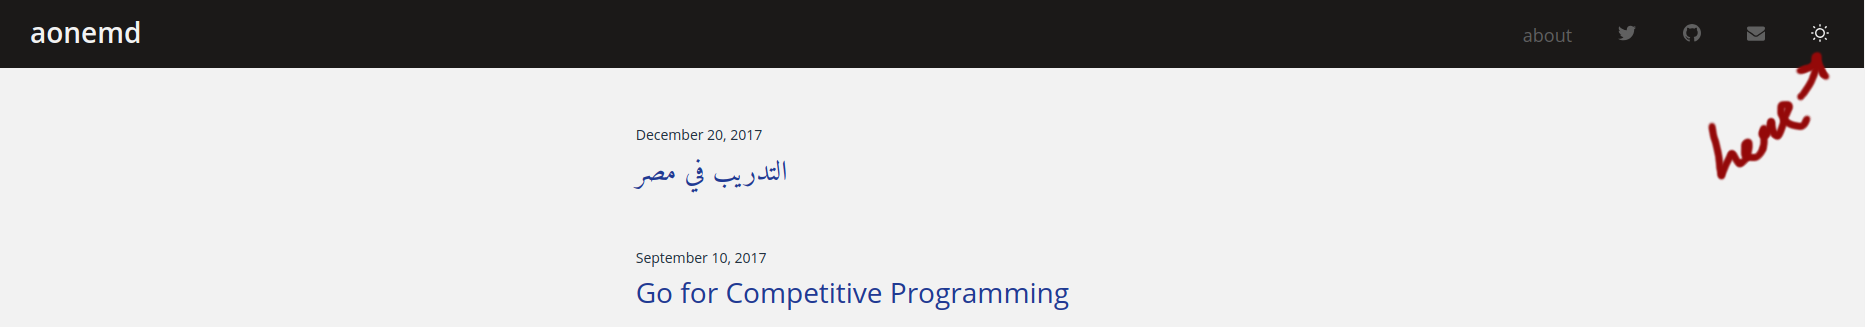 aonemd
about
here
December 20, 2017
التدريب في مصر
September 10, 2017
Go for Competitive Programming